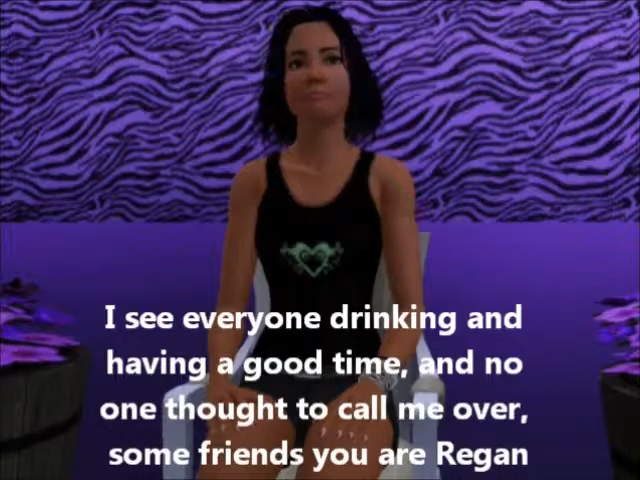 I see everyone drinking and
having a good time, and no
one thought to call me over,
some friends you are Regan